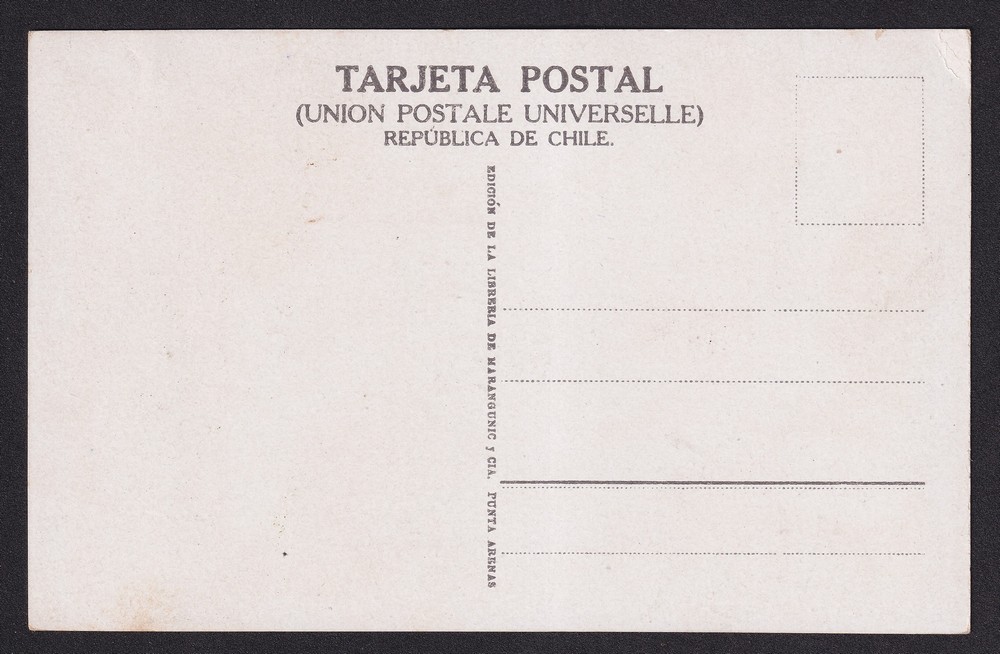 TARJETA POSTAL
(UNION POSTALE UNIVERSELLE)
REPÚBLICA DE CHILE.
EDICIÓN DE LA LIBRERIA DE MARANGUNIC y CIA. PUNTA ARENAS